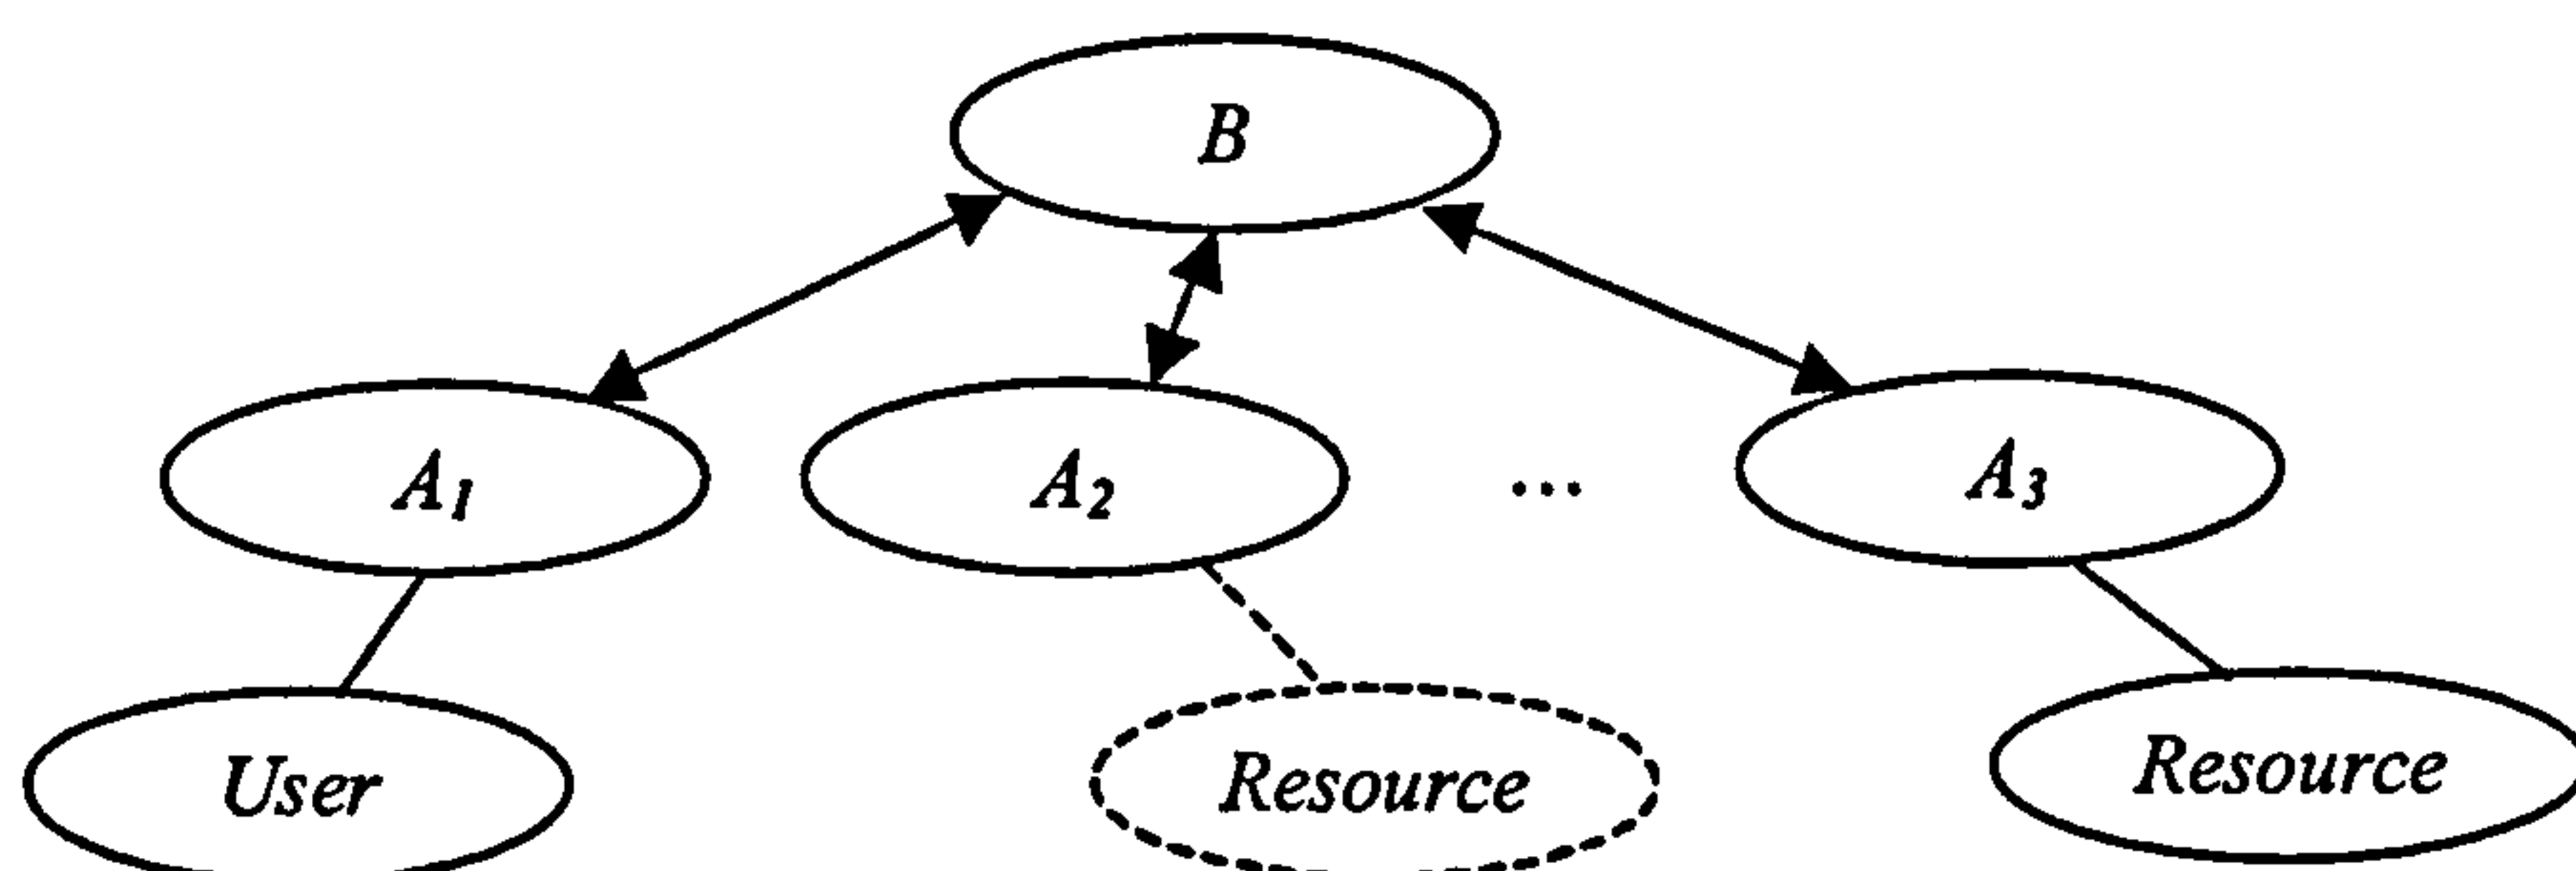 B
A₁ A₂ ... A₃
User Resource Resource